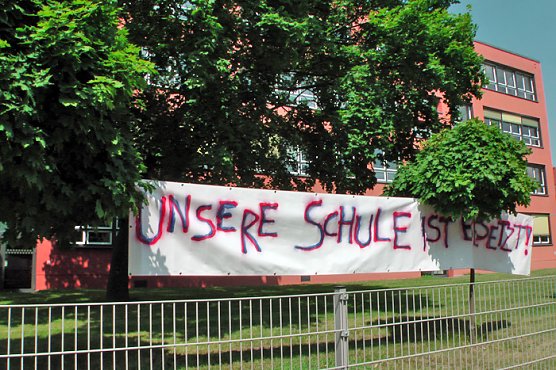 UNSERE SCHULE IST BESETZT!